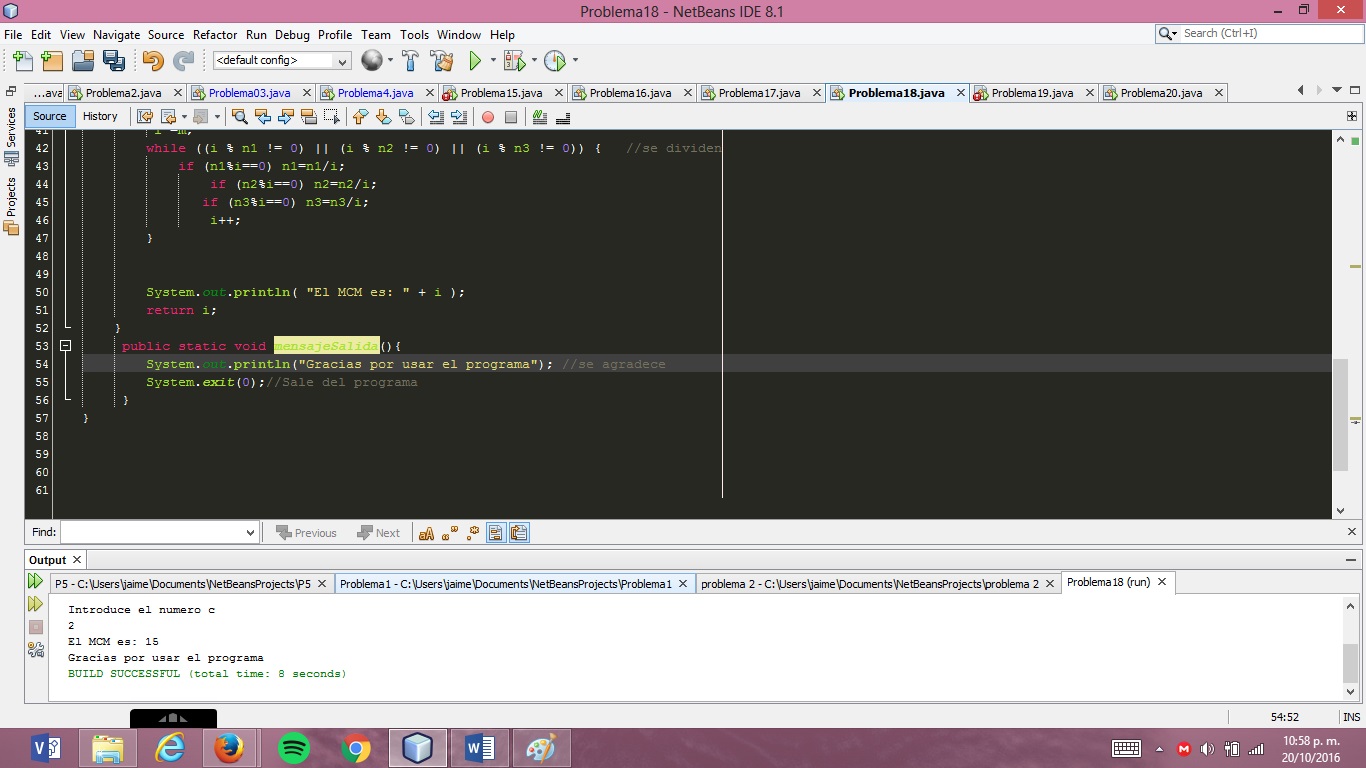 Problema18 - NetBeans IDE 8.1
File Edit View Navigate Source Refactor Run Debug Profile Team Tools Window Help
Search (Ctrl+I)
<default config>
...ava Problema2.java Problema03.java Problema4.java Problema15.java Problema16.java Problema17.java Problema18.java Problema19.java Problema20.java
Services
Projects
Source History
41 i =m;
42 while ((i % n1 != 0) || (i % n2 != 0) || (i % n3 != 0)) { //se dividen
43 if (n1%i==0) n1=n1/i;
44 if (n2%i==0) n2=n2/i;
45 if (n3%i==0) n3=n3/i;
46 i++;
47 }
48
49
50 System.out.println( "El MCM es: " + i );
51 return i;
52 }
53 public static void mensajeSalida(){
54 System.out.println("Gracias por usar el programa"); //se agradece
55 System.exit(0);//Sale del programa
56 }
57 }
58
59
60
61
Find: Previous Next
Output
P5 - C:\Users\jaime\Documents\NetBeansProjects\P5 Problema1 - C:\Users\jaime\Documents\NetBeansProjects\Problema1 problema 2 - C:\Users\jaime\Documents\NetBeansProjects\problema 2 Problema18 (run)
Introduce el numero c
2
El MCM es: 15
Gracias por usar el programa
BUILD SUCCESSFUL (total time: 8 seconds)
54:52 INS
10:58 p. m.
20/10/2016